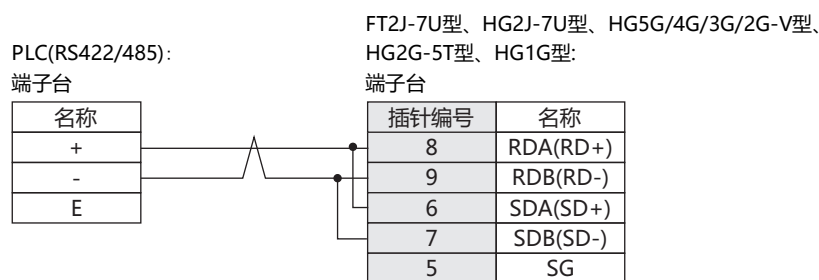 FT2J-7U型、HG2J-7U型、HG5G/4G/3G/2G-V型、
PLC(RS422/485):
HG2G-5T型、HG1G型:
端子台
端子台
名称
插针编号 名称
+
8 RDA(RD+)
-
9 RDB(RD-)
E
6 SDA(SD+)
7 SDB(SD-)
5 SG